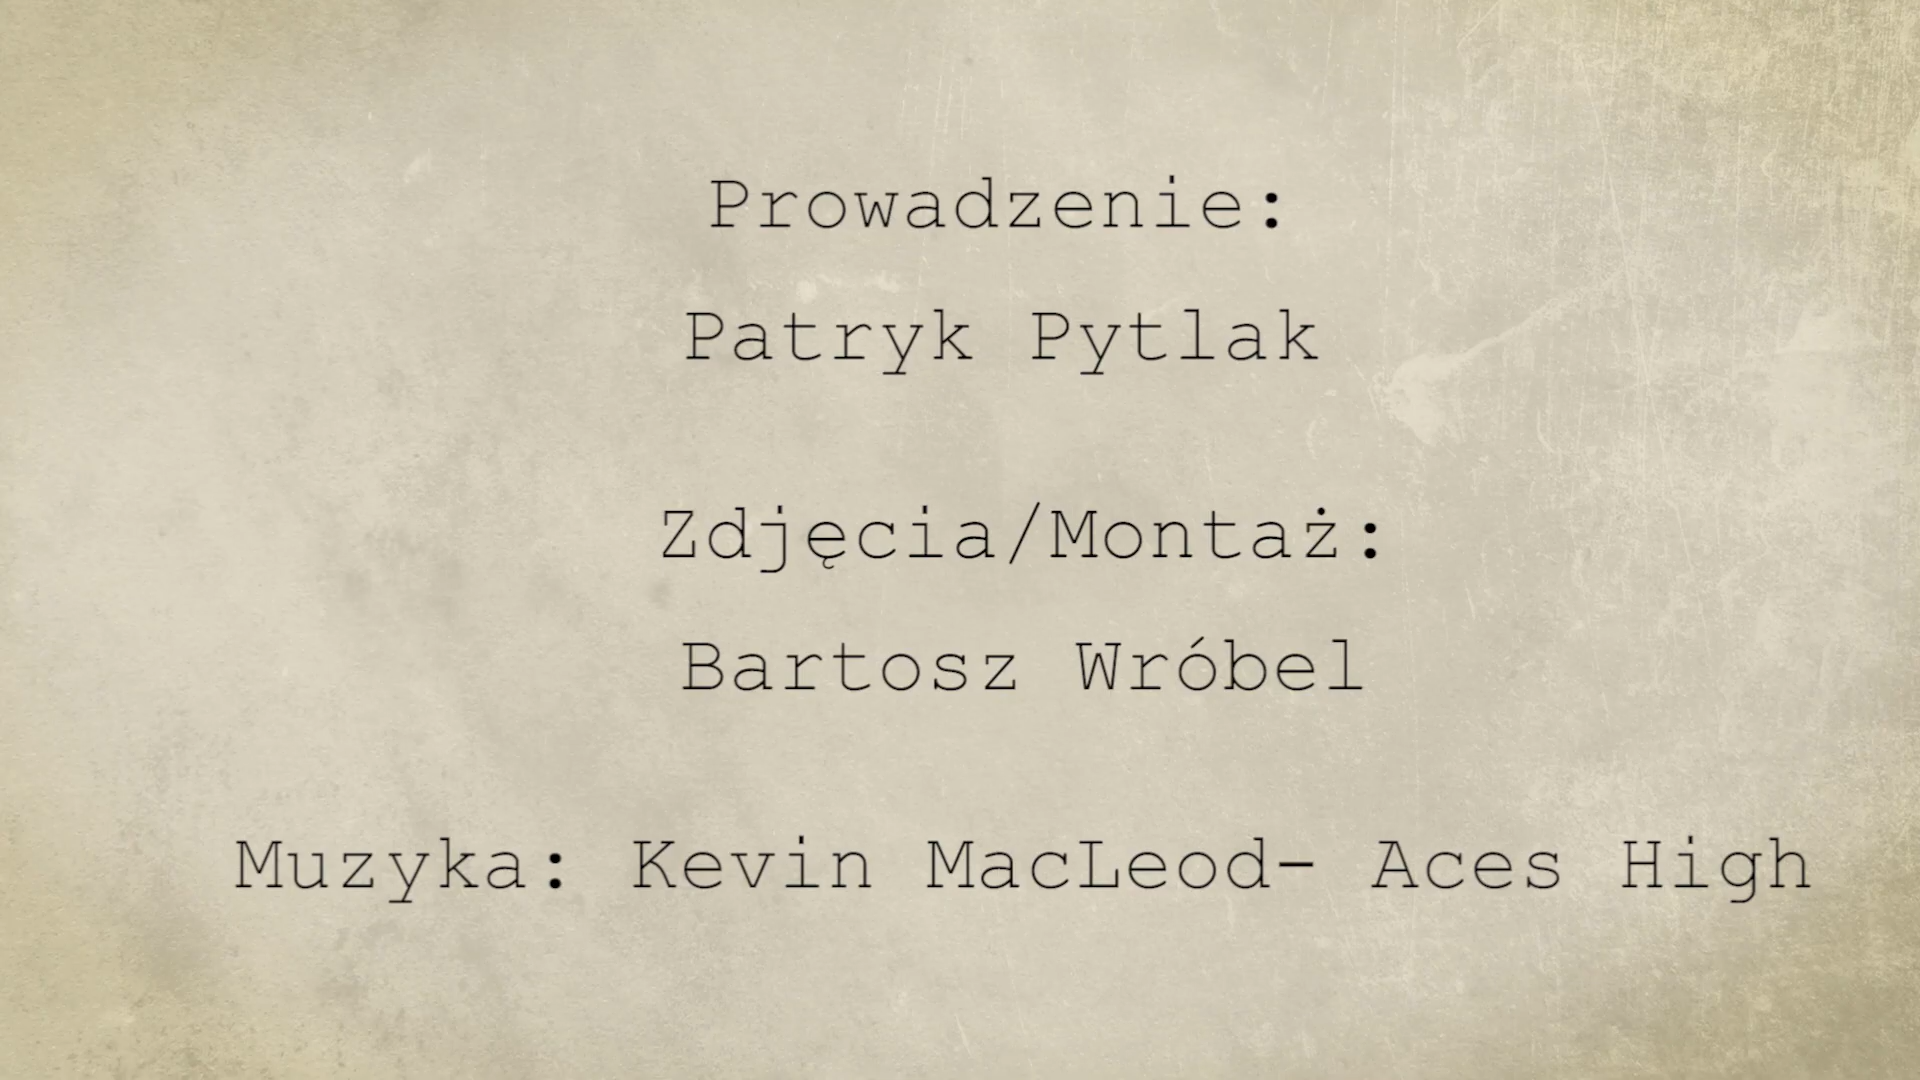 Prowadzenie:
Patryk Pytlak
Zdjęcia/Montaż:
Bartosz Wróbel
Muzyka: Kevin MacLeod- Aces High